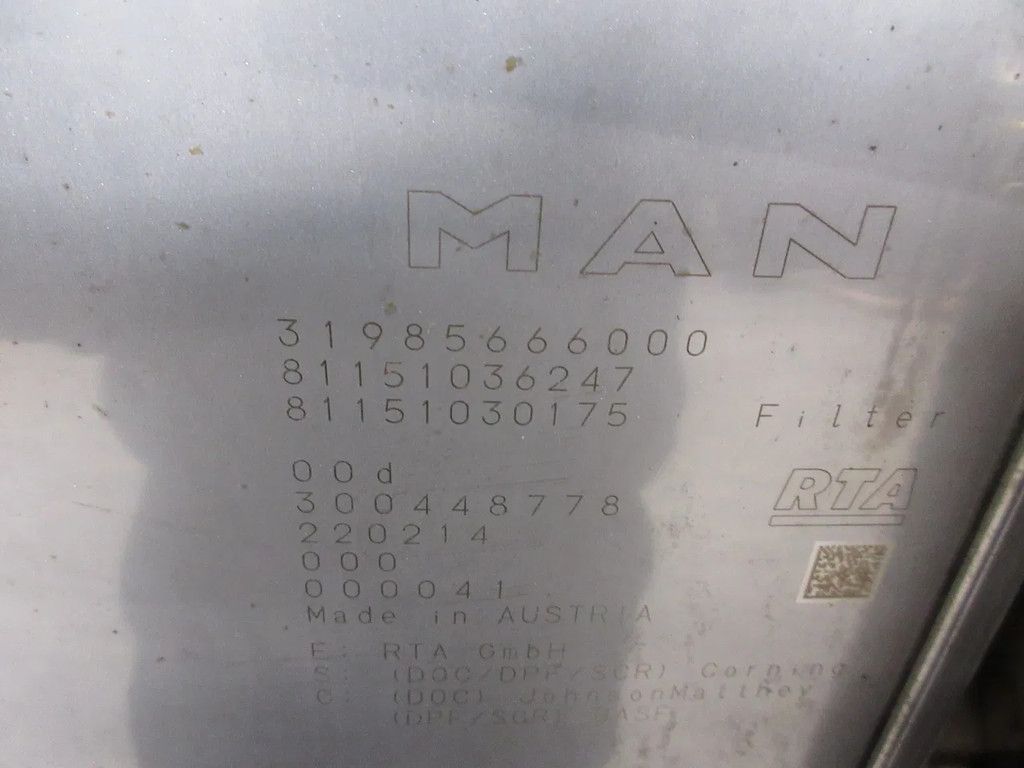 MAN
31985666000
81151036247
81151030175 Filter
00d
RTA
300448778
220214
000
000041
Made in AUSTRIA
E: RTA GmbH
S: (DOC/DPF/SCR) Corning
C: (DOC) JohnsonMatthey
(DPF/SCR) BASF